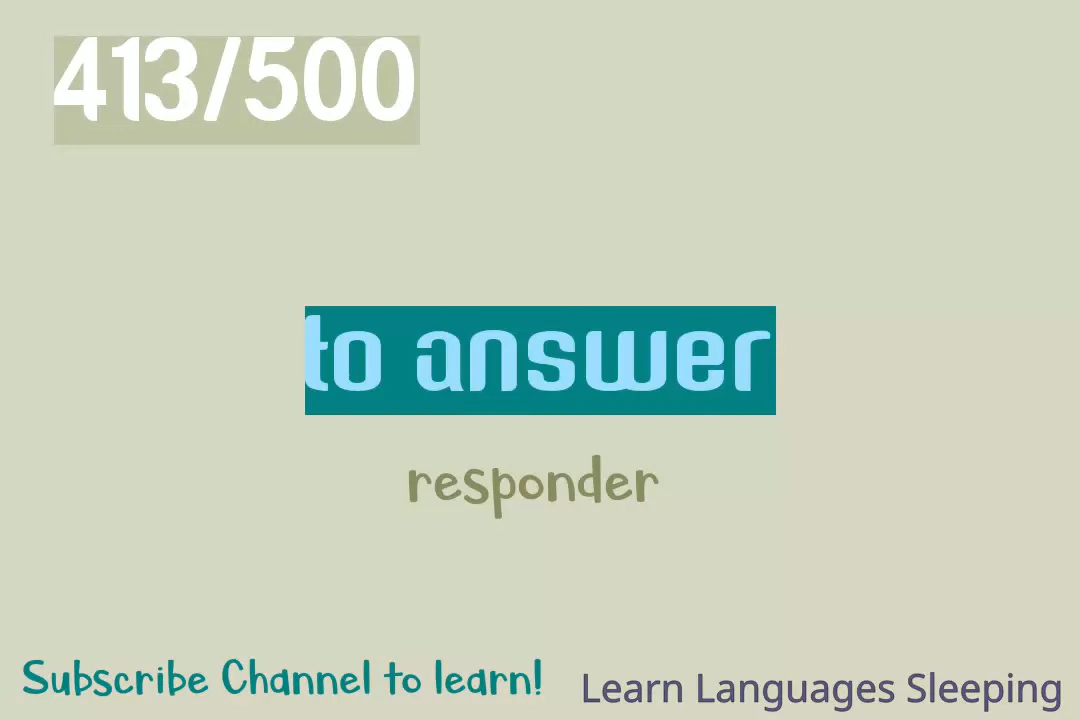 413/500
to answer
responder
Subscribe Channel to learn!
Learn Languages Sleeping